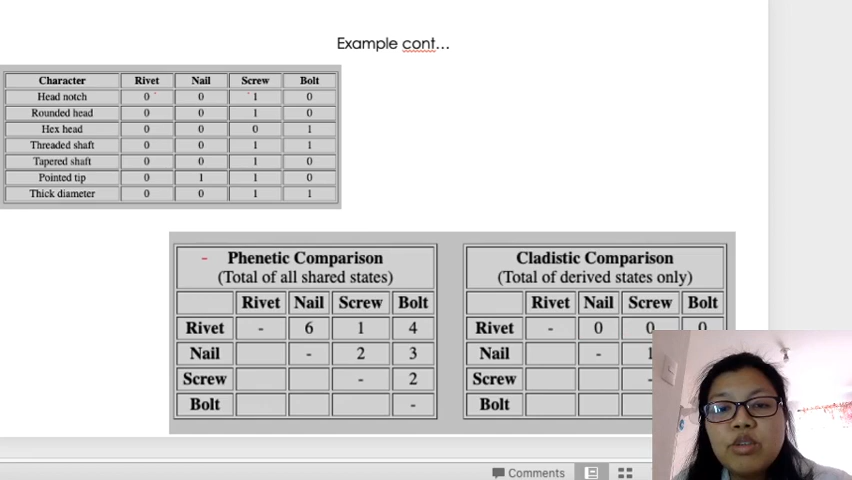 Example cont...
Character Rivet Nail Screw Bolt
Head notch 0 0 1 0
Rounded head 0 0 1 0
Hex head 0 0 0 1
Threaded shaft 0 0 1 1
Tapered shaft 0 0 1 0
Pointed tip 0 1 1 0
Thick diameter 0 0 1 1
Phenetic Comparison
(Total of all shared states)
Rivet Nail Screw Bolt
Rivet - 6 1 4
Nail - 2 3
Screw - 2
Bolt -
Cladistic Comparison
(Total of derived states only)
Rivet Nail Screw Bolt
Rivet - 0 0 0
Nail - 1
Screw -
Bolt
Comments